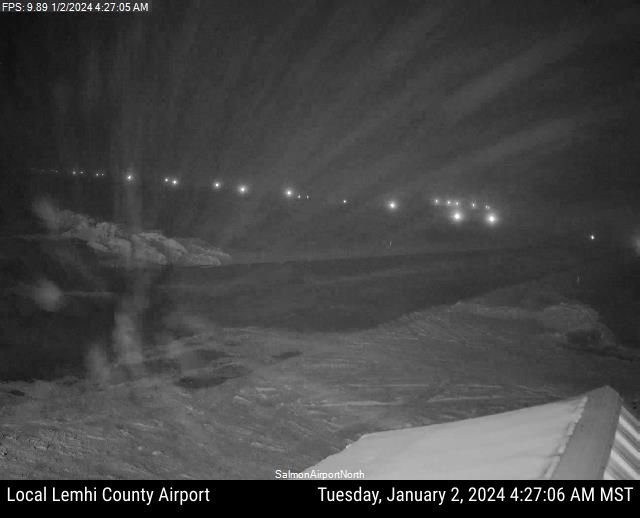 FPS: 9.89 1/2/2024 4:27:05 AM
SalmonAirportNorth
Local Lemhi County Airport Tuesday, January 2, 2024 4:27:06 AM MST